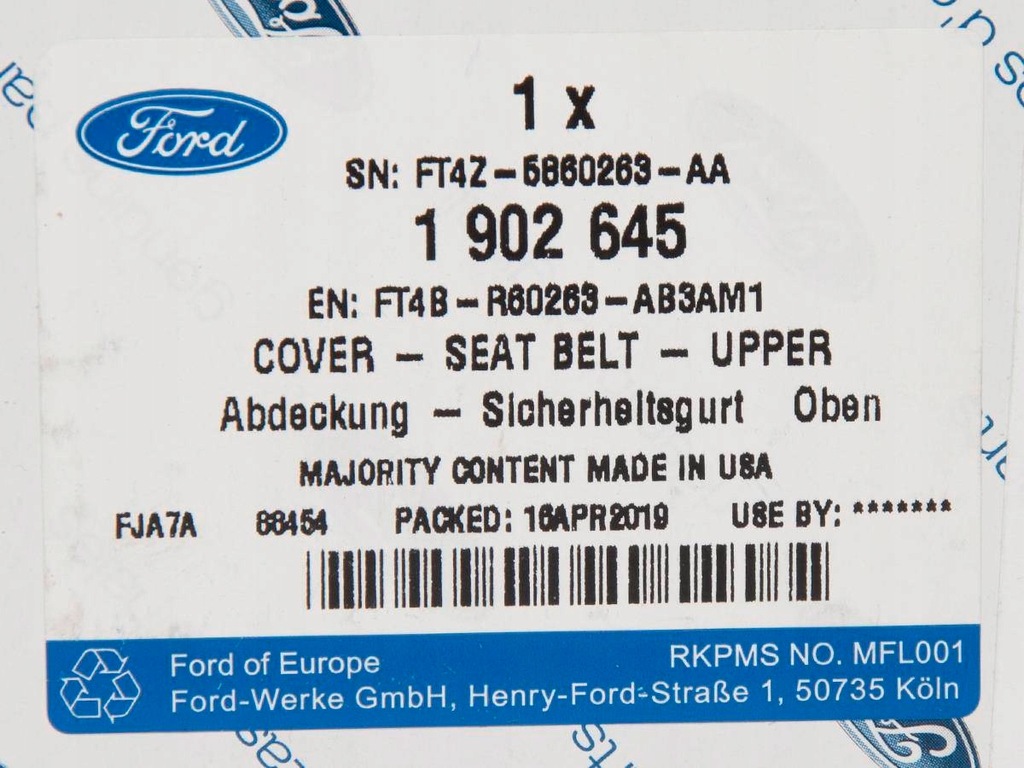 Ford
1 x
SN: FT4Z-5860263-AA
1 902 645
EN: FT4B-R60263-AB3AM1
COVER - SEAT BELT - UPPER
Abdeckung - Sicherheitsgurt Oben
MAJORITY CONTENT MADE IN USA
FJA7A 88454 PACKED: 16APR2019 USE BY: *******
Ford of Europe RKPMS NO. MFL001
Ford-Werke GmbH, Henry-Ford-Straße 1, 50735 Köln